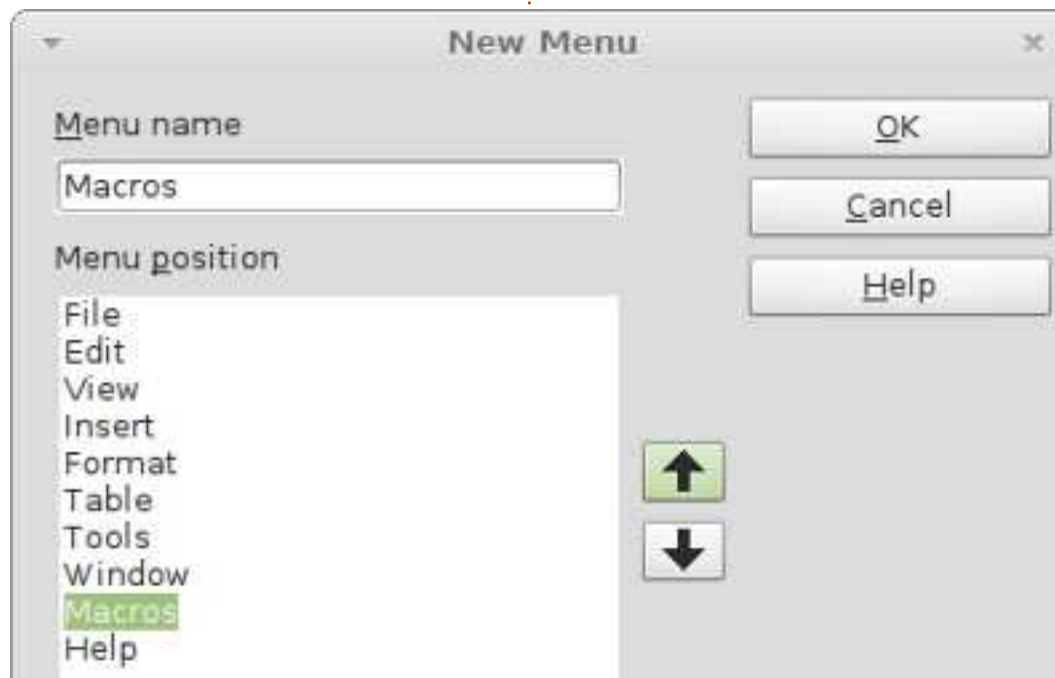 New Menu
Menu name
Macros
Menu position
File
Edit
View
Insert
Format
Table
Tools
Window
Macros
Help
OK
Cancel
Help